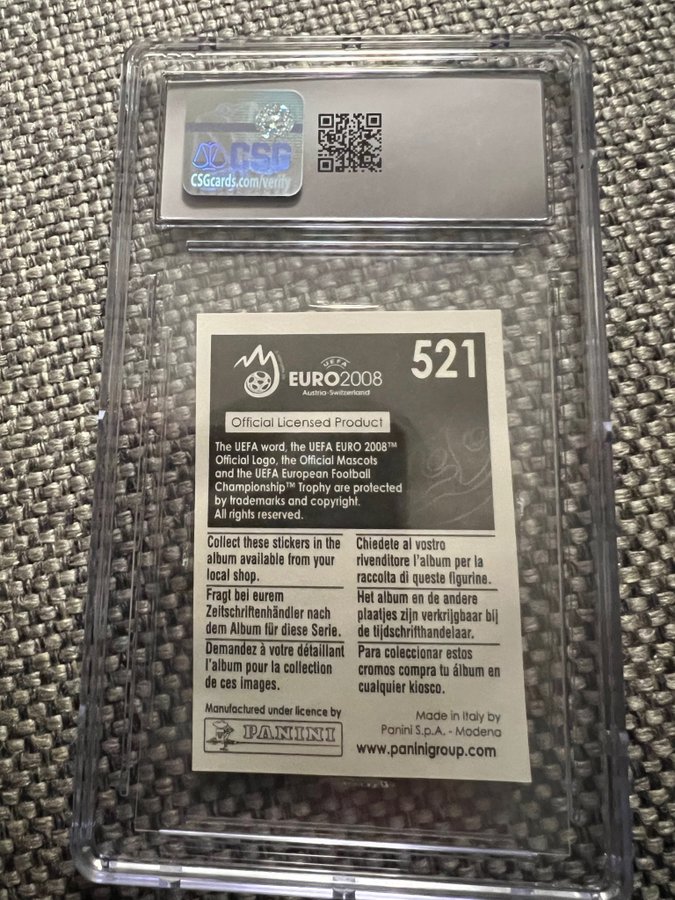 CSG
CSGcards.com/verify
521
UEFA
EURO2008
Austria-Switzerland
Official Licensed Product
The UEFA word, the UEFA EURO 2008™
Official Logo, the Official Mascots
and the UEFA European Football
Championship™ Trophy are protected
by trademarks and copyright.
All rights reserved.
Collect these stickers in the
album available from your
local shop.
Fragt bei eurem
Zeitschriftenhändler nach
dem Album für diese Serie.
Demandez à votre détaillant
l'album pour la collection
de ces images.
Chiedete al vostro
rivenditore l'album per la
raccolta di queste figurine.
Het album en de andere
plaatjes zijn verkrijgbaar bij
de tijdschrifthandelaar.
Para coleccionar estos
cromos compra tu álbum en
cualquier kiosco.
Manufactured under licence by
PANINI
Made in Italy by
Panini S.p.A. - Modena
www.paninigroup.com